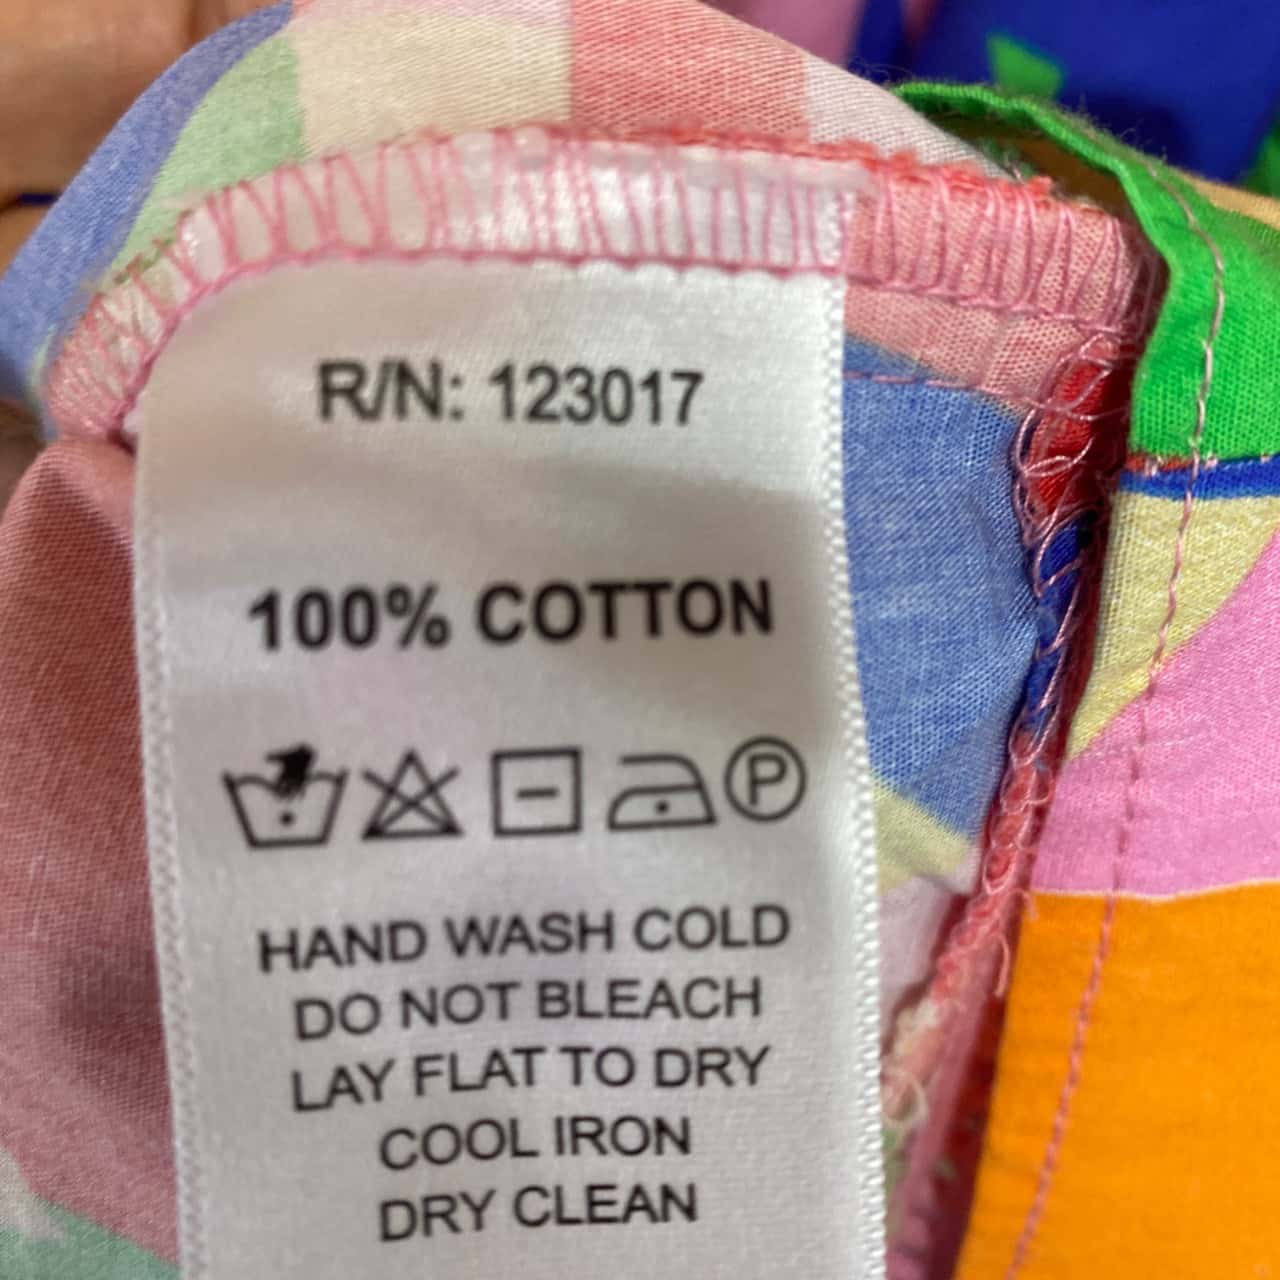 R/N: 123017
100% COTTON
P
HAND WASH COLD
DO NOT BLEACH
LAY FLAT TO DRY
COOL IRON
DRY CLEAN